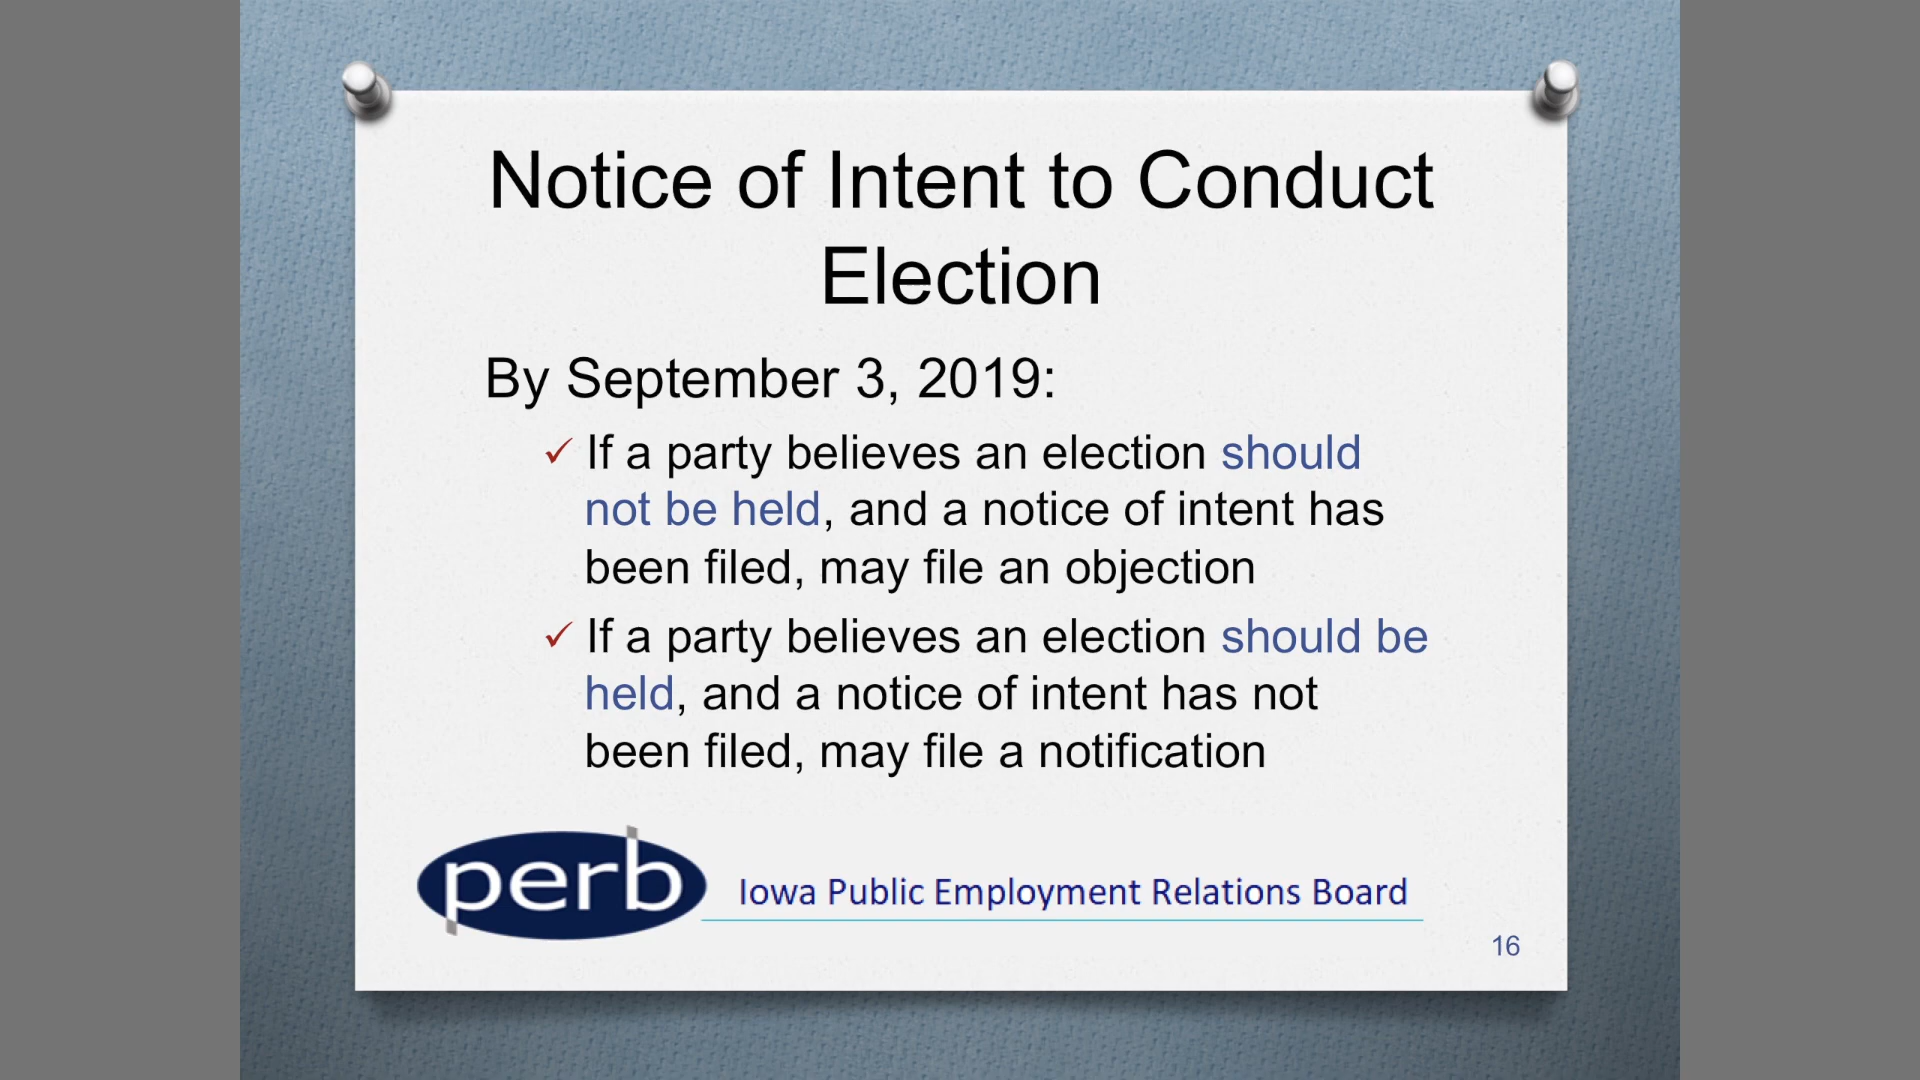 Notice of Intent to Conduct
Election
By September 3, 2019:
✓ If a party believes an election should
not be held, and a notice of intent has
been filed, may file an objection
✓ If a party believes an election should be
held, and a notice of intent has not
been filed, may file a notification
perb
Iowa Public Employment Relations Board
16